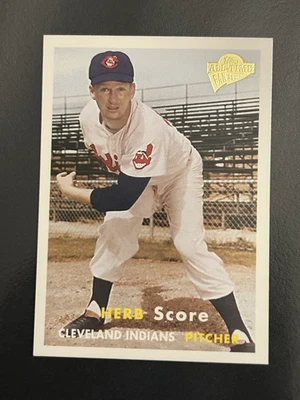 HERB Score
CLEVELAND INDIANS PITCHER